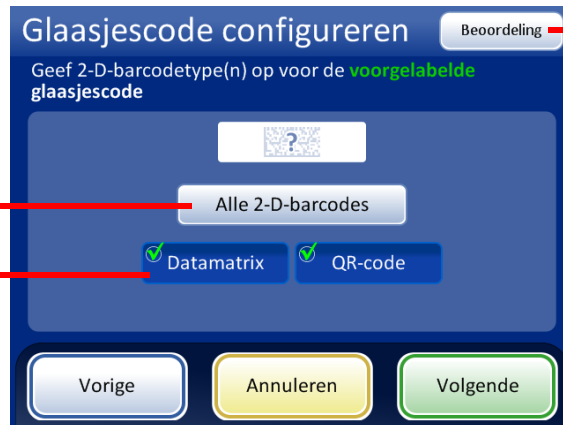 Glaasjescode configureren
Beoordeling
Geef 2-D-barcodetype(n) op voor de voorgelabelde
glaasjescode
?
Alle 2-D-barcodes
Datamatrix
QR-code
Vorige
Annuleren
Volgende